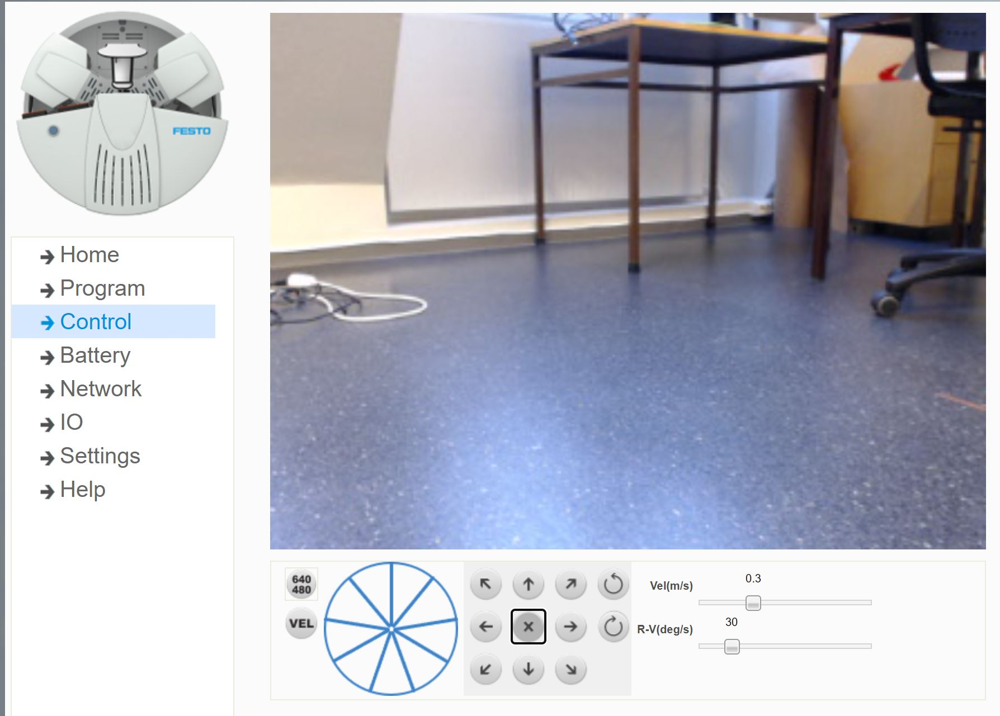 FESTO
Home
Program
Control
Battery
Network
IO
Settings
Help
640
480
VEL
Vel(m/s)
0.3
R-V(deg/s)
30